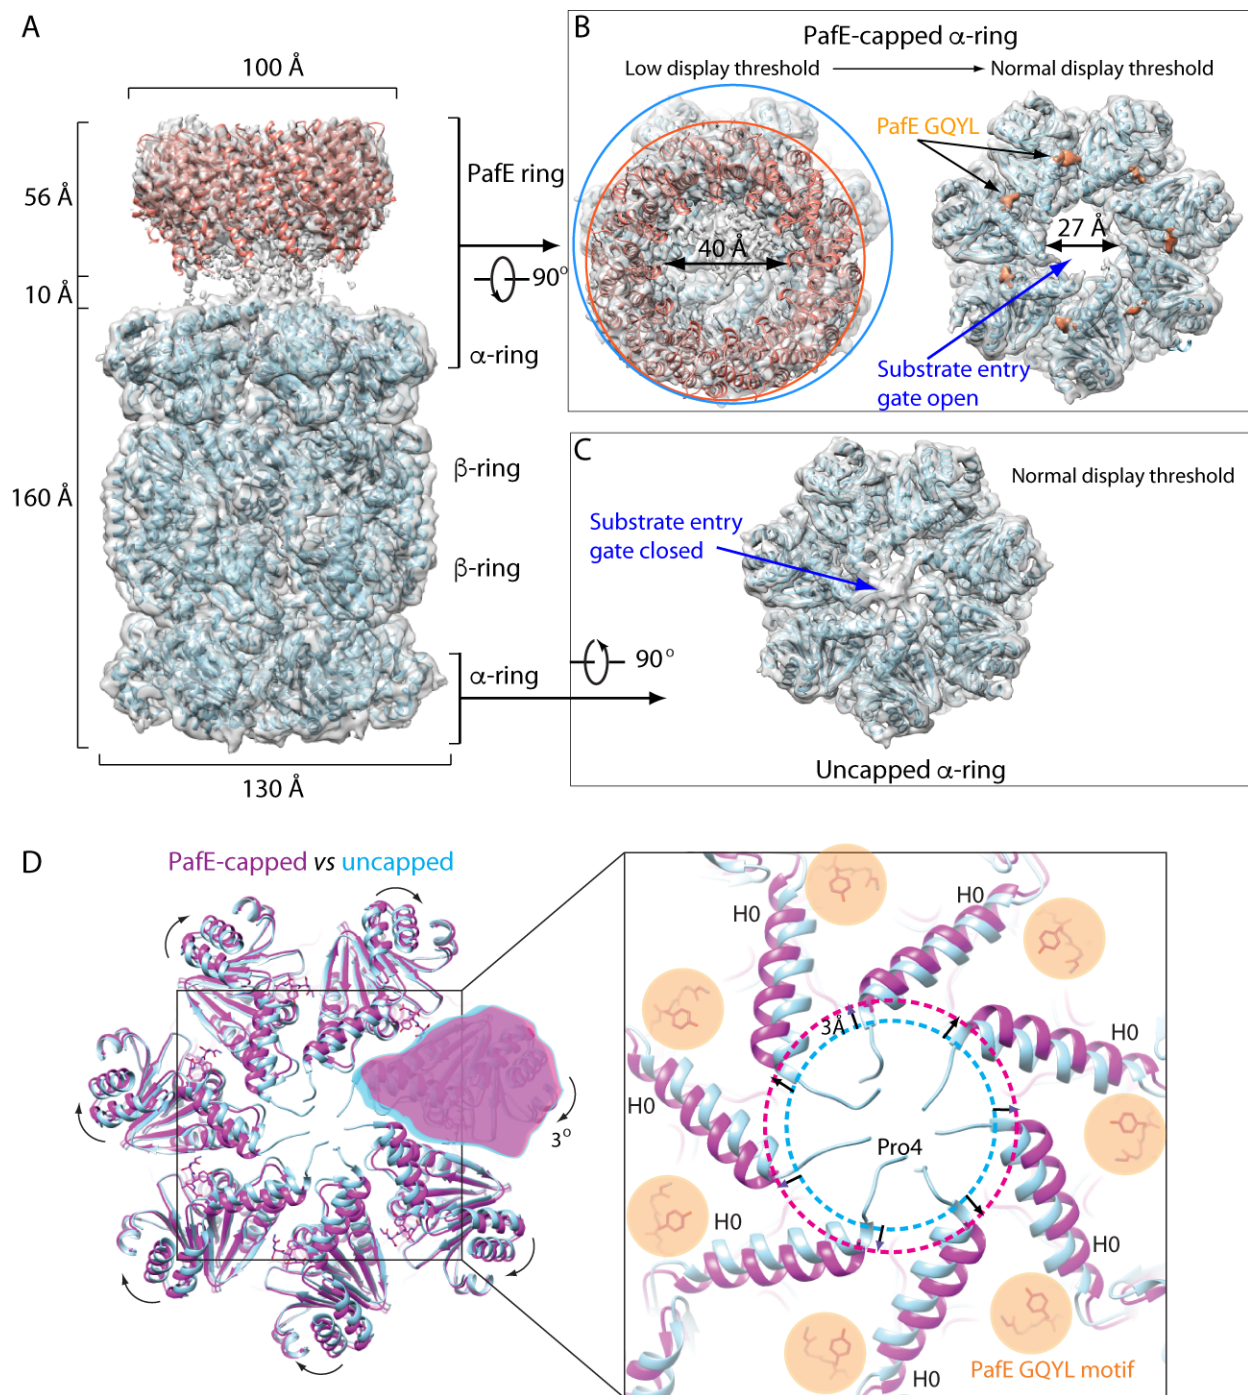 A
100 Å
56 Å
10 Å
160 Å
130 Å
PafE ring
90°
α-ring
β-ring
β-ring
α-ring
90°
B
PafE-capped α-ring
Low display threshold
Normal display threshold
PafE GQYL
40 Å
27 Å
Substrate entry
gate open
C
Normal display threshold
Substrate entry
gate closed
Uncapped α-ring
D
PafE-capped vs uncapped
3°
H0
H0
H0
H0
H0
H0
H0
3Å
Pro4
PafE GQYL motif